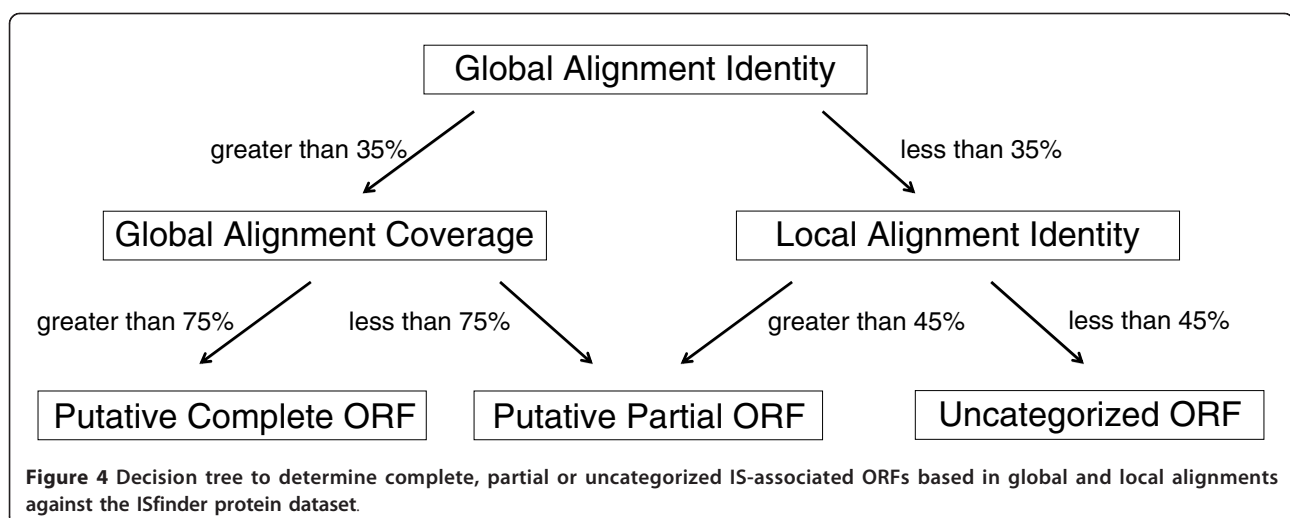 Global Alignment Identity
greater than 35%
less than 35%
Global Alignment Coverage
Local Alignment Identity
greater than 75%
less than 75%
greater than 45%
less than 45%
Putative Complete ORF
Putative Partial ORF
Uncategorized ORF
Figure 4 Decision tree to determine complete, partial or uncategorized IS-associated ORFs based in global and local alignments
against the ISfinder protein dataset.